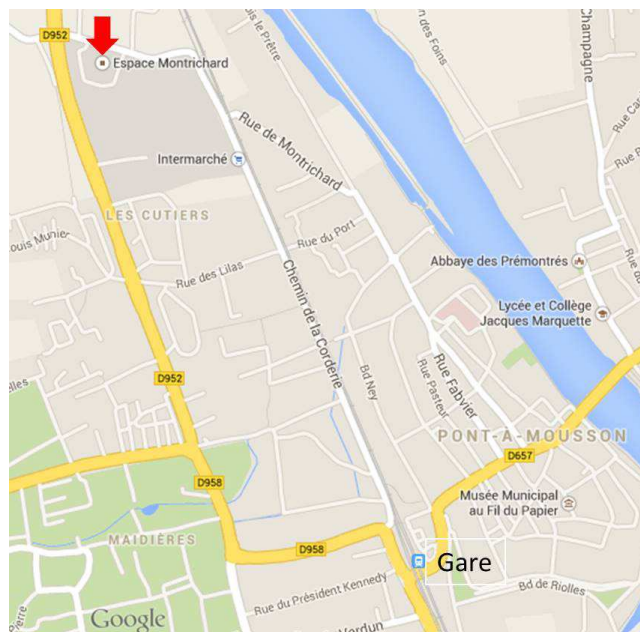 D952
Espace Montrichard
Rue de Montrichard
Intermarché
LES CUTIERS
Rue du Port
Rue des Lilas
Chemin de la Corderie
Champagne
Abbaye des Prémontrés
Lycée et Collège
Jacques Marquette
D952
Bd Ney
Rue Pasteur
Rue Fabvier
PONT-À-MOUSSON
D657
D958
Musée Municipal
au Fil du Papier
MAIDIÈRES
D958
Gare
Bd de Riolles
Rue du Président Kennedy
Google
Verdun